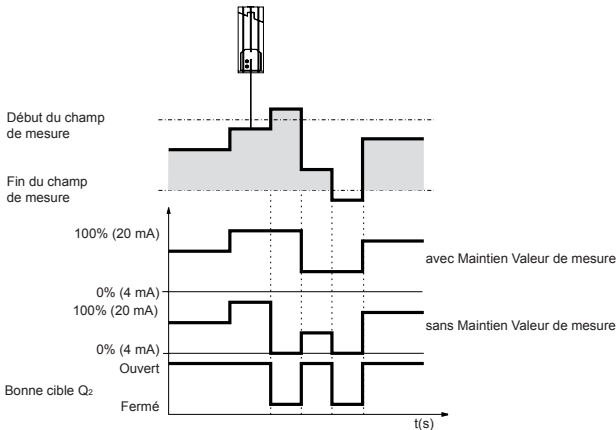 Début du champ
de mesure
Fin du champ
de mesure
100% (20 mA)
avec Maintien Valeur de mesure
0% (4 mA)
100% (20 mA)
sans Maintien Valeur de mesure
0% (4 mA)
Ouvert
Bonne cible Q2
Fermé
t(s)